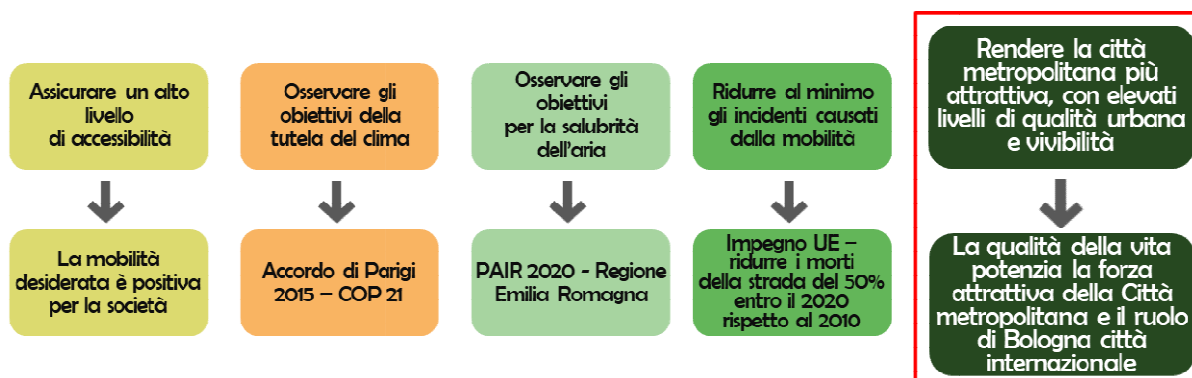 Assicurare un alto
livello
di accessibilità
Osservare gli
obiettivi della
tutela del clima
Osservare gli
obiettivi
per la salubrità
dell'aria
Ridurre al minimo
gli incidenti causati
dalla mobilità
Rendere la città
metropolitana più
attrattiva, con elevati
livelli di qualità urbana
e vivibilità
La mobilità
desiderata è positiva
per la società
Accordo di Parigi
2015 – COP 21
PAIR 2020 - Regione
Emilia Romagna
Impegno UE –
ridurre i morti
della strada del 50%
entro il 2020
rispetto al 2010
La qualità della vita
potenzia la forza
attrattiva della Città
metropolitana e il ruolo
di Bologna città
internazionale